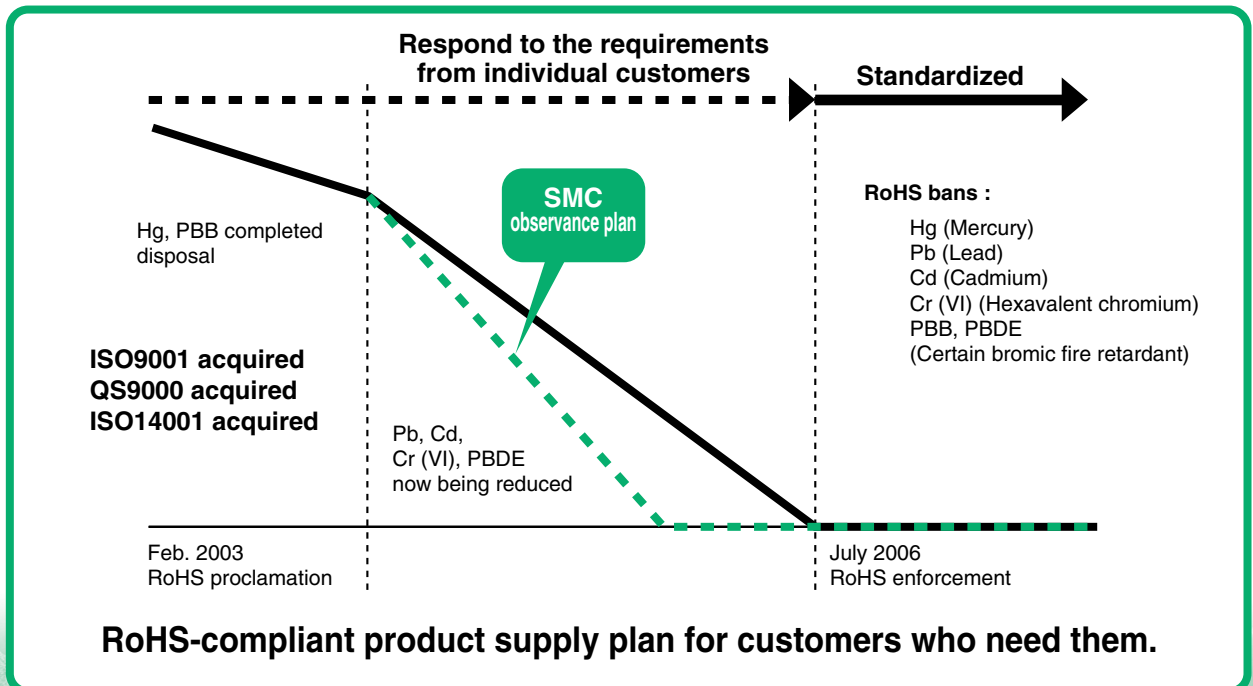 Respond to the requirements
from individual customers
Standardized
SMC
observance plan
RoHS bans :
Hg (Mercury)
Pb (Lead)
Cd (Cadmium)
Cr (VI) (Hexavalent chromium)
PBB, PBDE
(Certain bromic fire retardant)
Hg, PBB completed
disposal
ISO9001 acquired
QS9000 acquired
ISO14001 acquired
Pb, Cd,
Cr (VI), PBDE
now being reduced
Feb. 2003
RoHS proclamation
July 2006
RoHS enforcement
RoHS-compliant product supply plan for customers who need them.